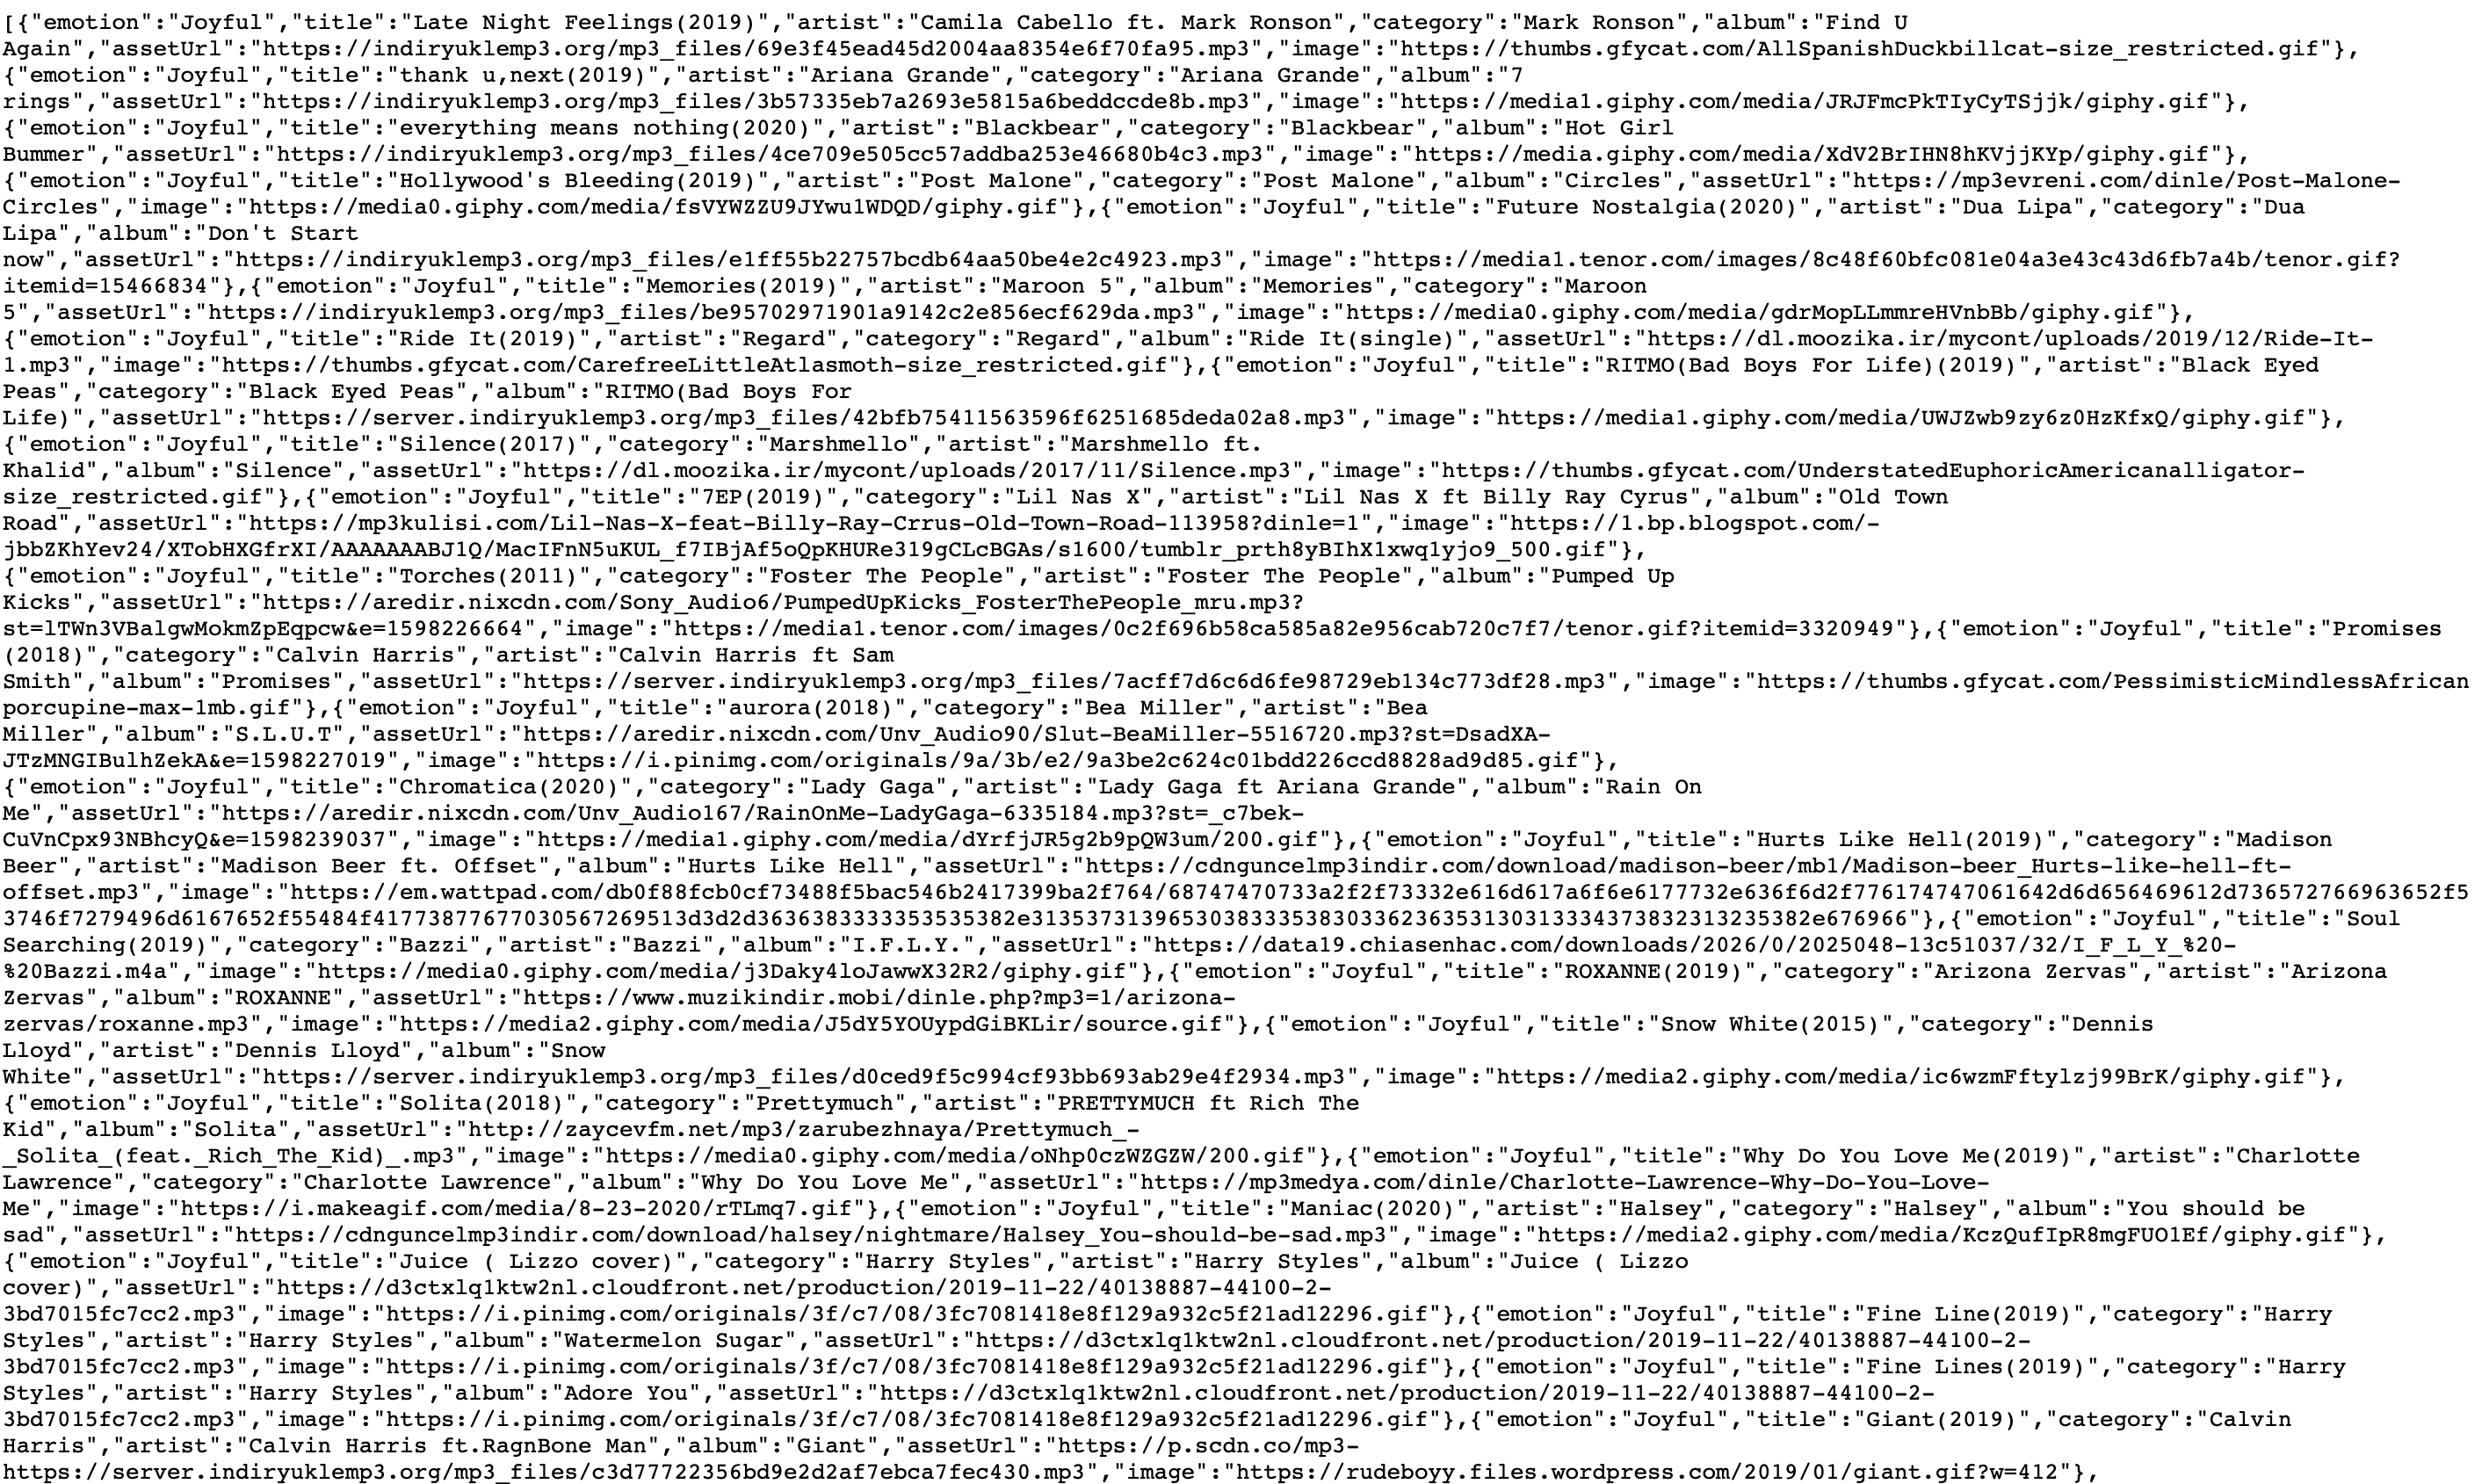 [{"emotion":"Joyful","title":"Late Night Feelings(2019)","artist":"Camila Cabello ft. Mark Ronson","category":"Mark Ronson","album":"Find U
Again","assetUrl":"https://indiryuklemp3.org/mp3_files/69e3f45ead45d2004aa8354e6f70fa95.mp3","image":"https://thumbs.gfycat.com/AllSpanishDuckbillcat-size_restricted.gif"},
{"emotion":"Joyful","title":"thank u,next(2019)","artist":"Ariana Grande","category":"Ariana Grande","album":"7
rings","assetUrl":"https://indiryuklemp3.org/mp3_files/3b57335eb7a2693e5815a6beddccde8b.mp3","image":"https://media1.giphy.com/media/JRJFmcPkTIyCyTSjjk/giphy.gif"},
{"emotion":"Joyful","title":"everything means nothing(2020)","artist":"Blackbear","category":"Blackbear","album":"Hot Girl
Bummer","assetUrl":"https://indiryuklemp3.org/mp3_files/4ce709e505cc57addba253e46680b4c3.mp3","image":"https://media.giphy.com/media/XdV2BrIHN8hKVjjKYp/giphy.gif"},
{"emotion":"Joyful","title":"Hollywood's Bleeding(2019)","artist":"Post Malone","category":"Post Malone","album":"Circles","assetUrl":"https://mp3evreni.com/dinle/Post-Malone-
Circles","image":"https://media0.giphy.com/media/fsVYWZZU9JYwu1WDQD/giphy.gif"},{"emotion":"Joyful","title":"Future Nostalgia(2020)","artist":"Dua Lipa","category":"Dua
Lipa","album":"Don't Start
now","assetUrl":"https://indiryuklemp3.org/mp3_files/e1ff55b22757bcdb64aa50be4e2c4923.mp3","image":"https://media1.tenor.com/images/8c48f60bfc081e04a3e43c43d6fb7a4b/tenor.gif?
itemid=15466834"},{"emotion":"Joyful","title":"Memories(2019)","artist":"Maroon 5","album":"Memories","category":"Maroon
5","assetUrl":"https://indiryuklemp3.org/mp3_files/be95702971901a9142c2e856ecf629da.mp3","image":"https://media0.giphy.com/media/gdrMopLLmmreHVnbBb/giphy.gif"},
{"emotion":"Joyful","title":"Ride It(2019)","artist":"Regard","category":"Regard","album":"Ride It(single)","assetUrl":"https://dl.moozika.ir/mycont/uploads/2019/12/Ride-It-
1.mp3","image":"https://thumbs.gfycat.com/CarefreeLittleAtlasmoth-size_restricted.gif"},{"emotion":"Joyful","title":"RITMO(Bad Boys For Life)(2019)","artist":"Black Eyed
Peas","category":"Black Eyed Peas","album":"RITMO(Bad Boys For
Life)","assetUrl":"https://server.indiryuklemp3.org/mp3_files/42bfb75411563596f6251685deda02a8.mp3","image":"https://media1.giphy.com/media/UWJZwb9zy6z0HzKfxQ/giphy.gif"},
{"emotion":"Joyful","title":"Silence(2017)","category":"Marshmello","artist":"Marshmello ft.
Khalid","album":"Silence","assetUrl":"https://dl.moozika.ir/mycont/uploads/2017/11/Silence.mp3","image":"https://thumbs.gfycat.com/UnderstatedEuphoricAmericanalligator-
size_restricted.gif"},{"emotion":"Joyful","title":"7EP(2019)","category":"Lil Nas X","artist":"Lil Nas X ft Billy Ray Cyrus","album":"Old Town
Road","assetUrl":"https://mp3kulisi.com/Lil-Nas-X-feat-Billy-Ray-Crrus-Old-Town-Road-113958?dinle=1","image":"https://1.bp.blogspot.com/-
jbbZKhYev24/XTobHXGfrXI/AAAAAAABJ1Q/MacIFnN5uKUL_f7IBjAf5oQpKHURe319gCLcBGAs/s1600/tumblr_prth8yBIhX1xwq1yjo9_500.gif"},
{"emotion":"Joyful","title":"Torches(2011)","category":"Foster The People","artist":"Foster The People","album":"Pumped Up
Kicks","assetUrl":"https://aredir.nixcdn.com/Sony_Audio6/PumpedUpKicks_FosterThePeople_mru.mp3?
st=lTWn3VBalgwMokmZpEqpcw&e=1598226664","image":"https://media1.tenor.com/images/0c2f696b58ca585a82e956cab720c7f7/tenor.gif?itemid=3320949"},{"emotion":"Joyful","title":"Promises
(2018)","category":"Calvin Harris","artist":"Calvin Harris ft Sam
Smith","album":"Promises","assetUrl":"https://server.indiryuklemp3.org/mp3_files/7acff7d6c6d6fe98729eb134c773df28.mp3","image":"https://thumbs.gfycat.com/PessimisticMindlessAfrican
porcupine-max-1mb.gif"},{"emotion":"Joyful","title":"aurora(2018)","category":"Bea Miller","artist":"Bea
Miller","album":"S.L.U.T","assetUrl":"https://aredir.nixcdn.com/Unv_Audio90/Slut-BeaMiller-5516720.mp3?st=DsadXA-
JTzMNGIBulhZekA&e=1598227019","image":"https://i.pinimg.com/originals/9a/3b/e2/9a3be2c624c01bdd226ccd8828ad9d85.gif"},
{"emotion":"Joyful","title":"Chromatica(2020)","category":"Lady Gaga","artist":"Lady Gaga ft Ariana Grande","album":"Rain On
Me","assetUrl":"https://aredir.nixcdn.com/Unv_Audio167/RainOnMe-LadyGaga-6335184.mp3?st=_c7bek-
CuVnCpx93NBhcyQ&e=1598239037","image":"https://media1.giphy.com/media/dYrfjJR5g2b9pQW3um/200.gif"},{"emotion":"Joyful","title":"Hurts Like Hell(2019)","category":"Madison
Beer","artist":"Madison Beer ft. Offset","album":"Hurts Like Hell","assetUrl":"https://cdnguncelmp3indir.com/download/madison-beer/mb1/Madison-beer_Hurts-like-hell-ft-
offset.mp3","image":"https://em.wattpad.com/db0f88fcb0cf73488f5bac546b2417399ba2f764/68747470733a2f2f73332e616d617a6f6e6177732e636f6d2f776174747061642d6d656469612d736572766963652f5
3746f7279496d6167652f55484f41773877677030567269513d3d2d3636383333353535382e313537313965303833353830336236353130313334373832313235382e676966"},{"emotion":"Joyful","title":"Soul
Searching(2019)","category":"Bazzi","artist":"Bazzi","album":"I.F.L.Y.","assetUrl":"https://data19.chiasenhac.com/downloads/2026/0/2025048-13c51037/32/I_F_L_Y_%20-
%20Bazzi.m4a","image":"https://media0.giphy.com/media/j3Daky4loJawwX32R2/giphy.gif"},{"emotion":"Joyful","title":"ROXANNE(2019)","category":"Arizona Zervas","artist":"Arizona
Zervas","album":"ROXANNE","assetUrl":"https://www.muzikindir.mobi/dinle.php?mp3=1/arizona-
zervas/roxanne.mp3","image":"https://media2.giphy.com/media/J5dY5YOUypdGiBKLir/source.gif"},{"emotion":"Joyful","title":"Snow White(2015)","category":"Dennis
Lloyd","artist":"Dennis Lloyd","album":"Snow
White","assetUrl":"https://server.indiryuklemp3.org/mp3_files/d0ced9f5c994cf93bb693ab29e4f2934.mp3","image":"https://media2.giphy.com/media/ic6wzmFftylzj99BrK/giphy.gif"},
{"emotion":"Joyful","title":"Solita(2018)","category":"Prettymuch","artist":"PRETTYMUCH ft Rich The
Kid","album":"Solita","assetUrl":"http://zaycevfm.net/mp3/zarubezhnaya/Prettymuch_-
_Solita_(feat._Rich_The_Kid)_.mp3","image":"https://media0.giphy.com/media/oNhp0czWZGZW/200.gif"},{"emotion":"Joyful","title":"Why Do You Love Me(2019)","artist":"Charlotte
Lawrence","category":"Charlotte Lawrence","album":"Why Do You Love Me","assetUrl":"https://mp3medya.com/dinle/Charlotte-Lawrence-Why-Do-You-Love-
Me","image":"https://i.makeagif.com/media/8-23-2020/rTLmq7.gif"},{"emotion":"Joyful","title":"Maniac(2020)","artist":"Halsey","category":"Halsey","album":"You should be
sad","assetUrl":"https://cdnguncelmp3indir.com/download/halsey/nightmare/Halsey_You-should-be-sad.mp3","image":"https://media2.giphy.com/media/KczQufIpR8mgFUO1Ef/giphy.gif"},
{"emotion":"Joyful","title":"Juice ( Lizzo cover)","category":"Harry Styles","artist":"Harry Styles","album":"Juice ( Lizzo
cover)","assetUrl":"https://d3ctxlq1ktw2nl.cloudfront.net/production/2019-11-22/40138887-44100-2-
3bd7015fc7cc2.mp3","image":"https://i.pinimg.com/originals/3f/c7/08/3fc7081418e8f129a932c5f21ad12296.gif"},{"emotion":"Joyful","title":"Fine Line(2019)","category":"Harry
Styles","artist":"Harry Styles","album":"Watermelon Sugar","assetUrl":"https://d3ctxlq1ktw2nl.cloudfront.net/production/2019-11-22/40138887-44100-2-
3bd7015fc7cc2.mp3","image":"https://i.pinimg.com/originals/3f/c7/08/3fc7081418e8f129a932c5f21ad12296.gif"},{"emotion":"Joyful","title":"Fine Lines(2019)","category":"Harry
Styles","artist":"Harry Styles","album":"Adore You","assetUrl":"https://d3ctxlq1ktw2nl.cloudfront.net/production/2019-11-22/40138887-44100-2-
3bd7015fc7cc2.mp3","image":"https://i.pinimg.com/originals/3f/c7/08/3fc7081418e8f129a932c5f21ad12296.gif"},{"emotion":"Joyful","title":"Giant(2019)","category":"Calvin
Harris","artist":"Calvin Harris ft.RagnBone Man","album":"Giant","assetUrl":"https://p.scdn.co/mp3-
https://server.indiryuklemp3.org/mp3_files/c3d77722356bd9e2d2af7ebca7fec430.mp3","image":"https://rudeboyy.files.wordpress.com/2019/01/giant.gif?w=412"},